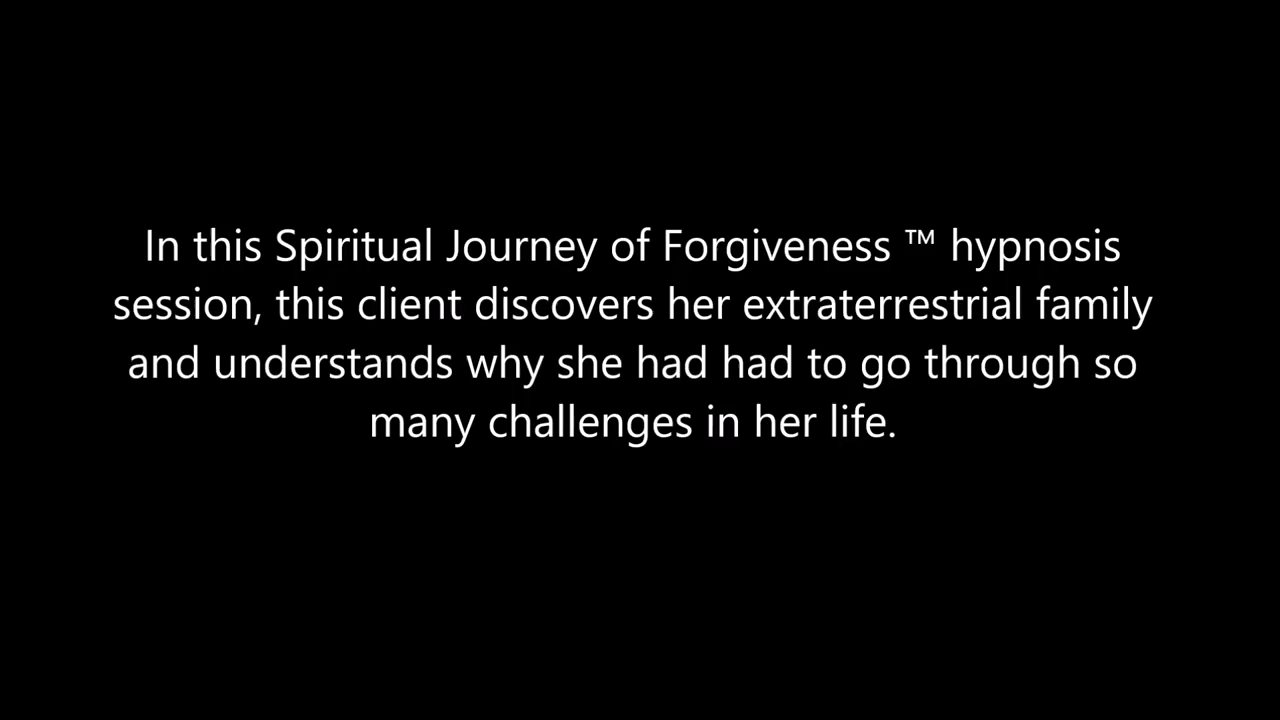 In this Spiritual Journey of Forgiveness ™ hypnosis
session, this client discovers her extraterrestrial family
and understands why she had had to go through so
many challenges in her life.